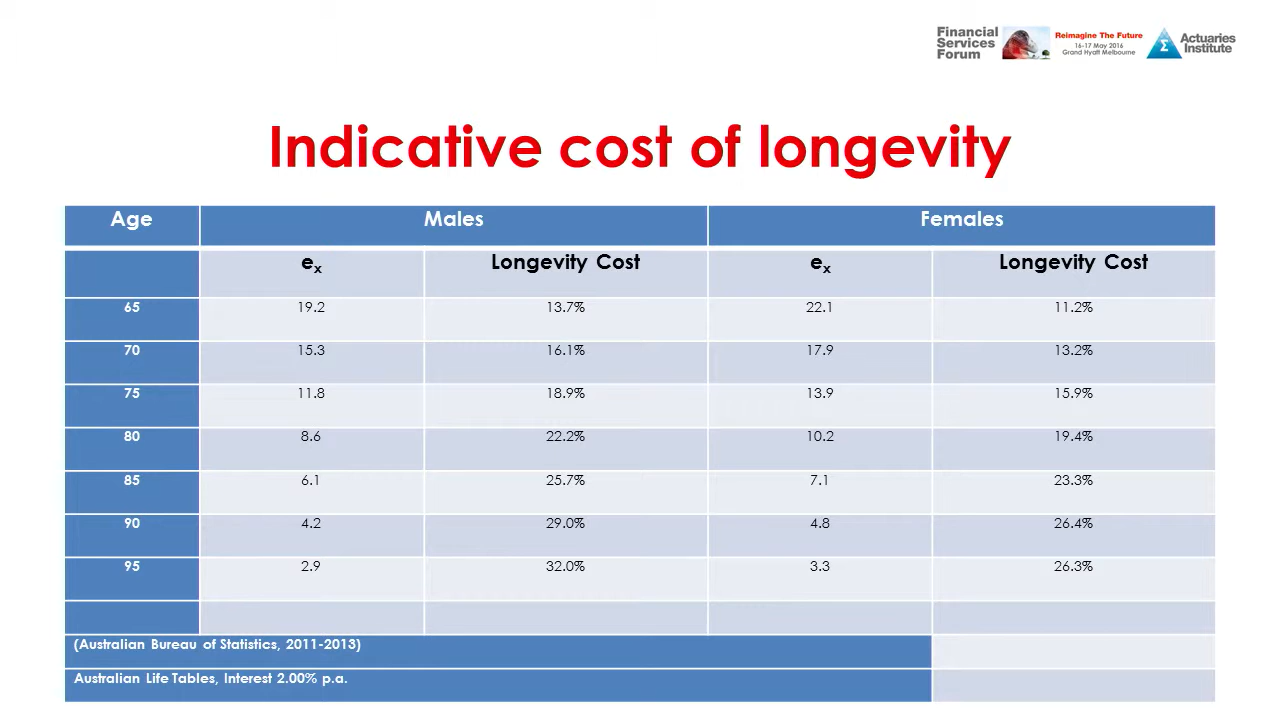 Financial
Services
Forum
Reimagine The Future
16-17 May 2016
Grand Hyatt Melbourne
Σ
Actuaries
Institute
Indicative cost of longevity
Age Males Females
ex Longevity Cost ex Longevity Cost
65 19.2 13.7% 22.1 11.2%
70 15.3 16.1% 17.9 13.2%
75 11.8 18.9% 13.9 15.9%
80 8.6 22.2% 10.2 19.4%
85 6.1 25.7% 7.1 23.3%
90 4.2 29.0% 4.8 26.4%
95 2.9 32.0% 3.3 26.3%
(Australian Bureau of Statistics, 2011-2013)
Australian Life Tables, Interest 2.00% p.a.